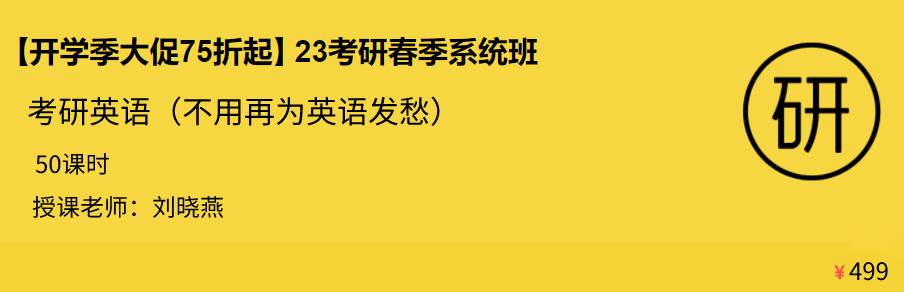 【开学季大促75折起】23考研春季系统班
考研英语（不用再为英语发愁）
50课时
授课老师：刘晓燕
研
¥499